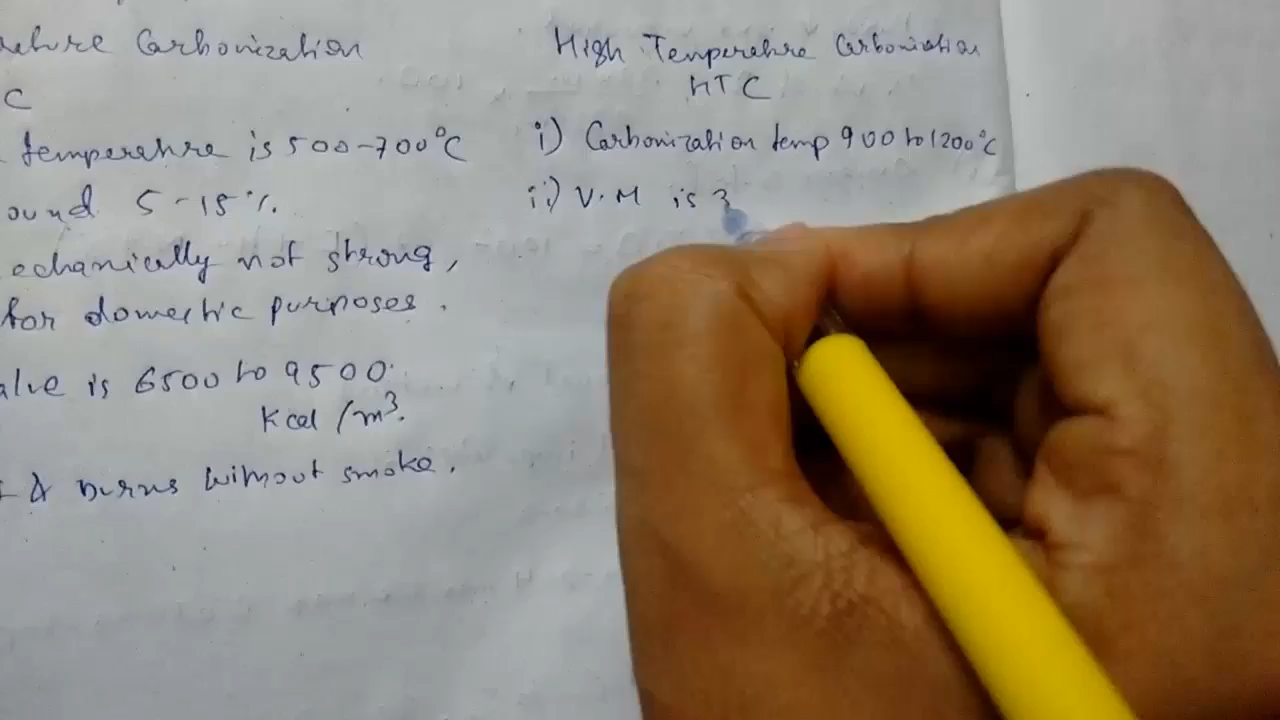 rature Carbonization
C
temperature is 500-700°C
ound 5-15%.
echanically not strong,
for domestic purposes.
alue is 6500 to 9500
Kcal/m³.
& burns without smoke.
High Temperature Carbonization
HTC
i) Carbonization temp 900 to 1200°C
ii) V.M is 3